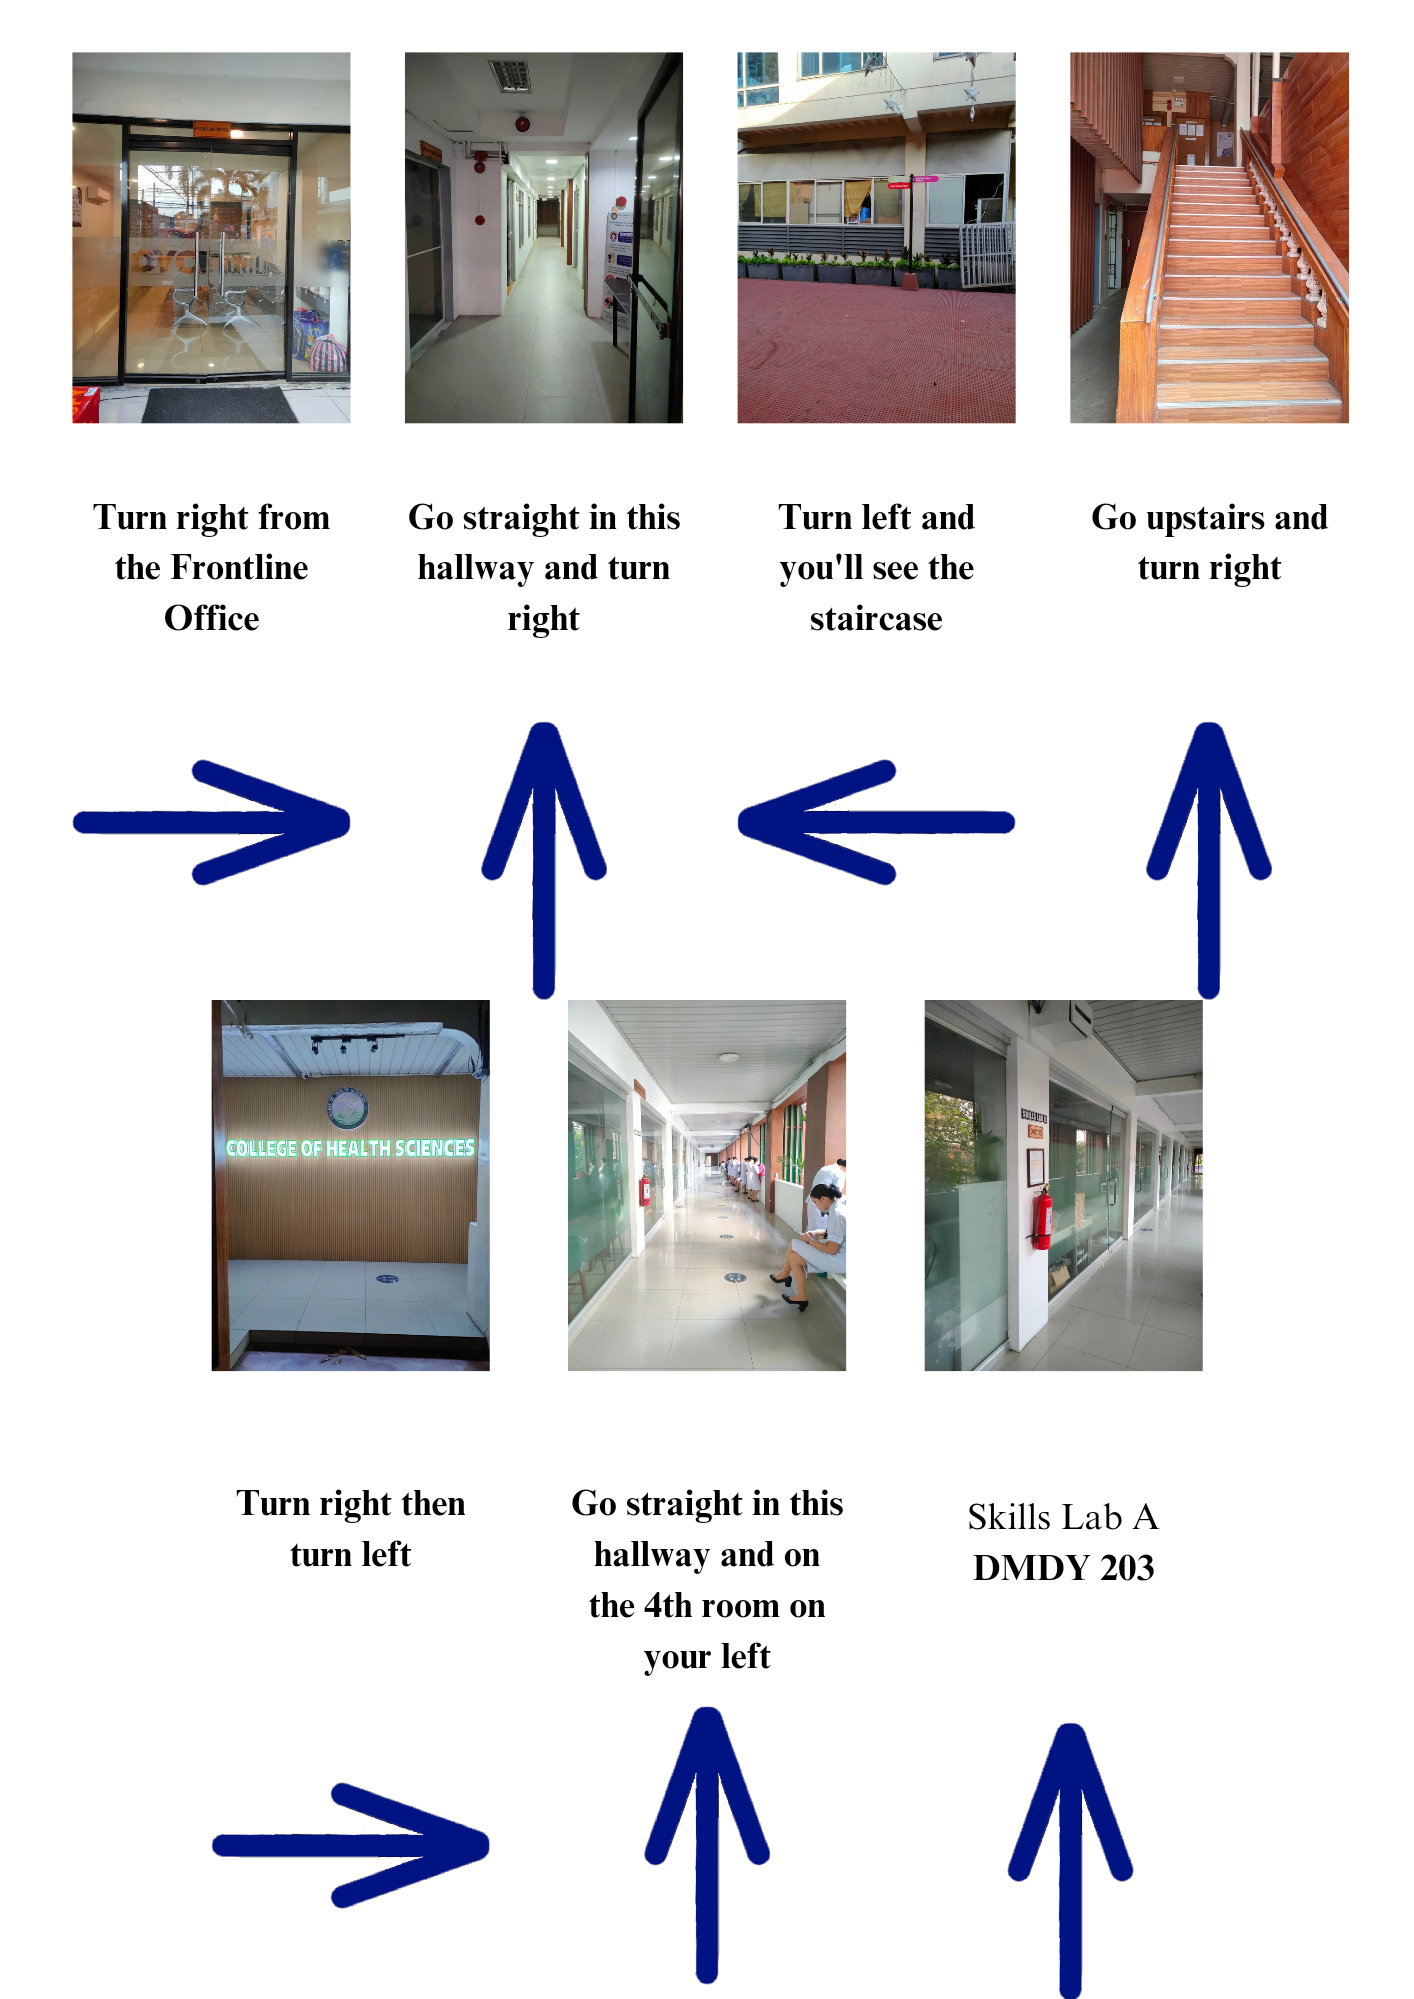 Turn right from
the Frontline
Office
Go straight in this
hallway and turn
right
Turn left and
you'll see the
staircase
Go upstairs and
turn right
COLLEGE OF HEALTH SCIENCES
SKILLS LAB A
Turn right then
turn left
Go straight in this
hallway and on
the 4th room on
your left
Skills Lab A
DMDY 203